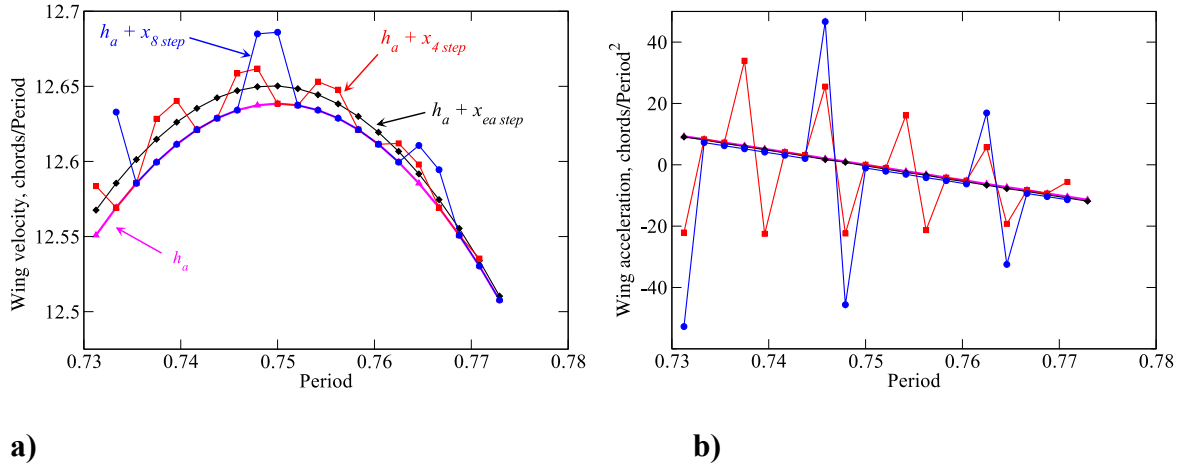 12.7
12.65
12.6
12.55
12.5
Wing velocity, chords/Period
h_a + x_8 step
h_a + x_4 step
h_a + x_ea step
h_a
0.73 0.74 0.75 0.76 0.77 0.78
Period
a)
40
20
0
-20
-40
Wing acceleration, chords/Period²
0.73 0.74 0.75 0.76 0.77 0.78
Period
b)